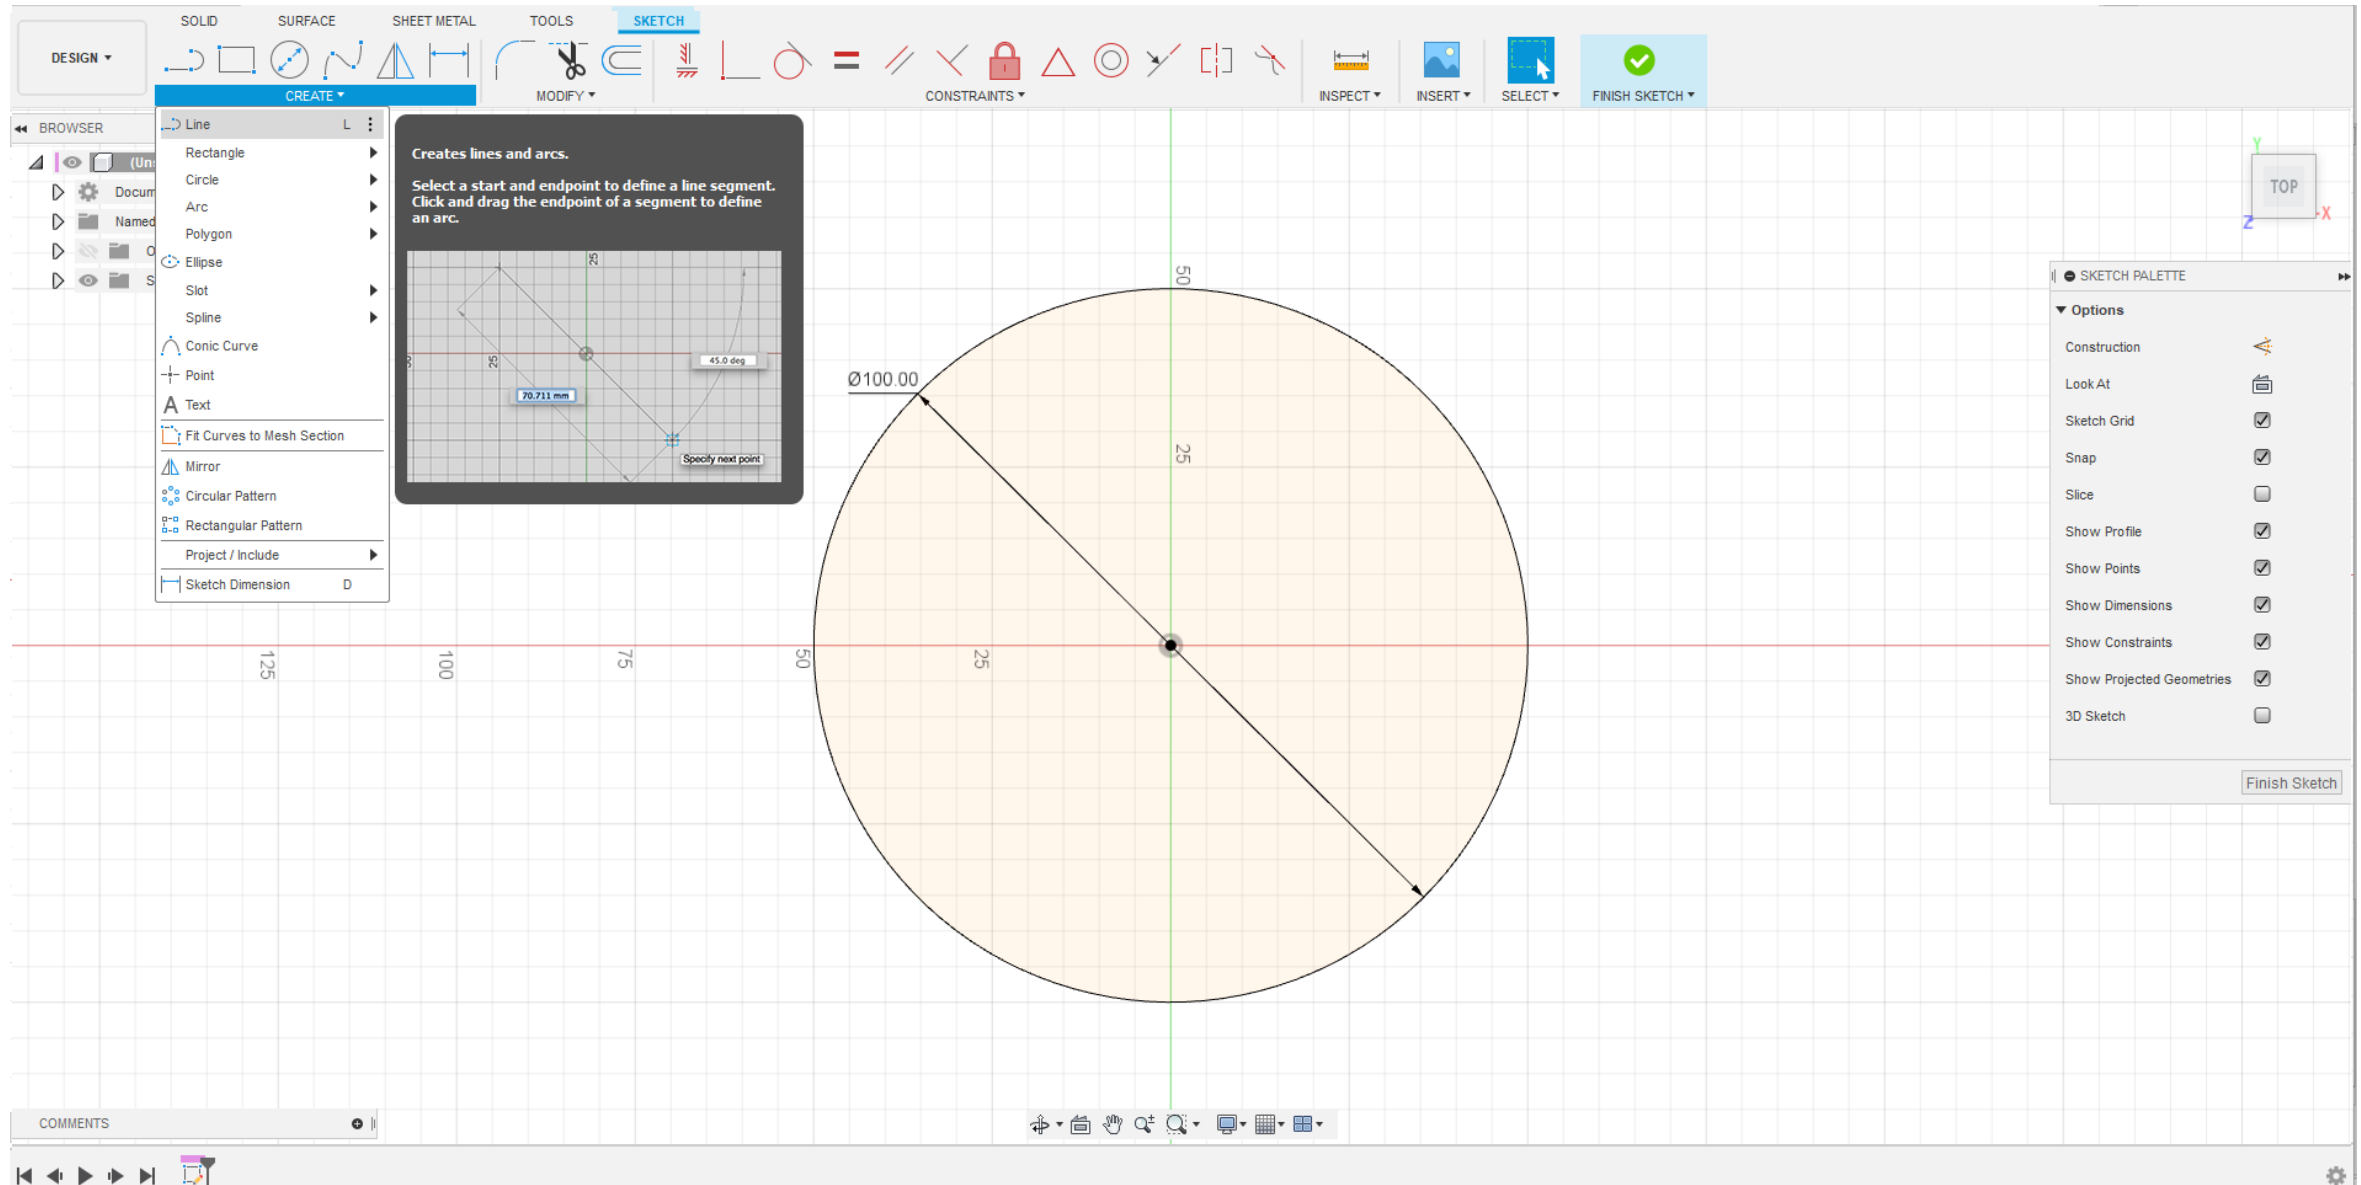 SOLID SURFACE SHEET METAL TOOLS SKETCH
DESIGN
CREATE MODIFY CONSTRAINTS INSPECT INSERT SELECT FINISH SKETCH
BROWSER
(Un
Docum
Named
O
S
Line L
Rectangle
Circle
Arc
Polygon
Ellipse
Slot
Spline
Conic Curve
Point
Text
Fit Curves to Mesh Section
Mirror
Circular Pattern
Rectangular Pattern
Project / Include
Sketch Dimension D
Creates lines and arcs.
Select a start and endpoint to define a line segment.
Click and drag the endpoint of a segment to define
an arc.
25
25
45.0 deg
70.711 mm
Specify next point
Ø100.00
50
25
125
100
75
50
25
Y
TOP
X
Z
SKETCH PALETTE
Options
Construction
Look At
Sketch Grid
Snap
Slice
Show Profile
Show Points
Show Dimensions
Show Constraints
Show Projected Geometries
3D Sketch
Finish Sketch
COMMENTS